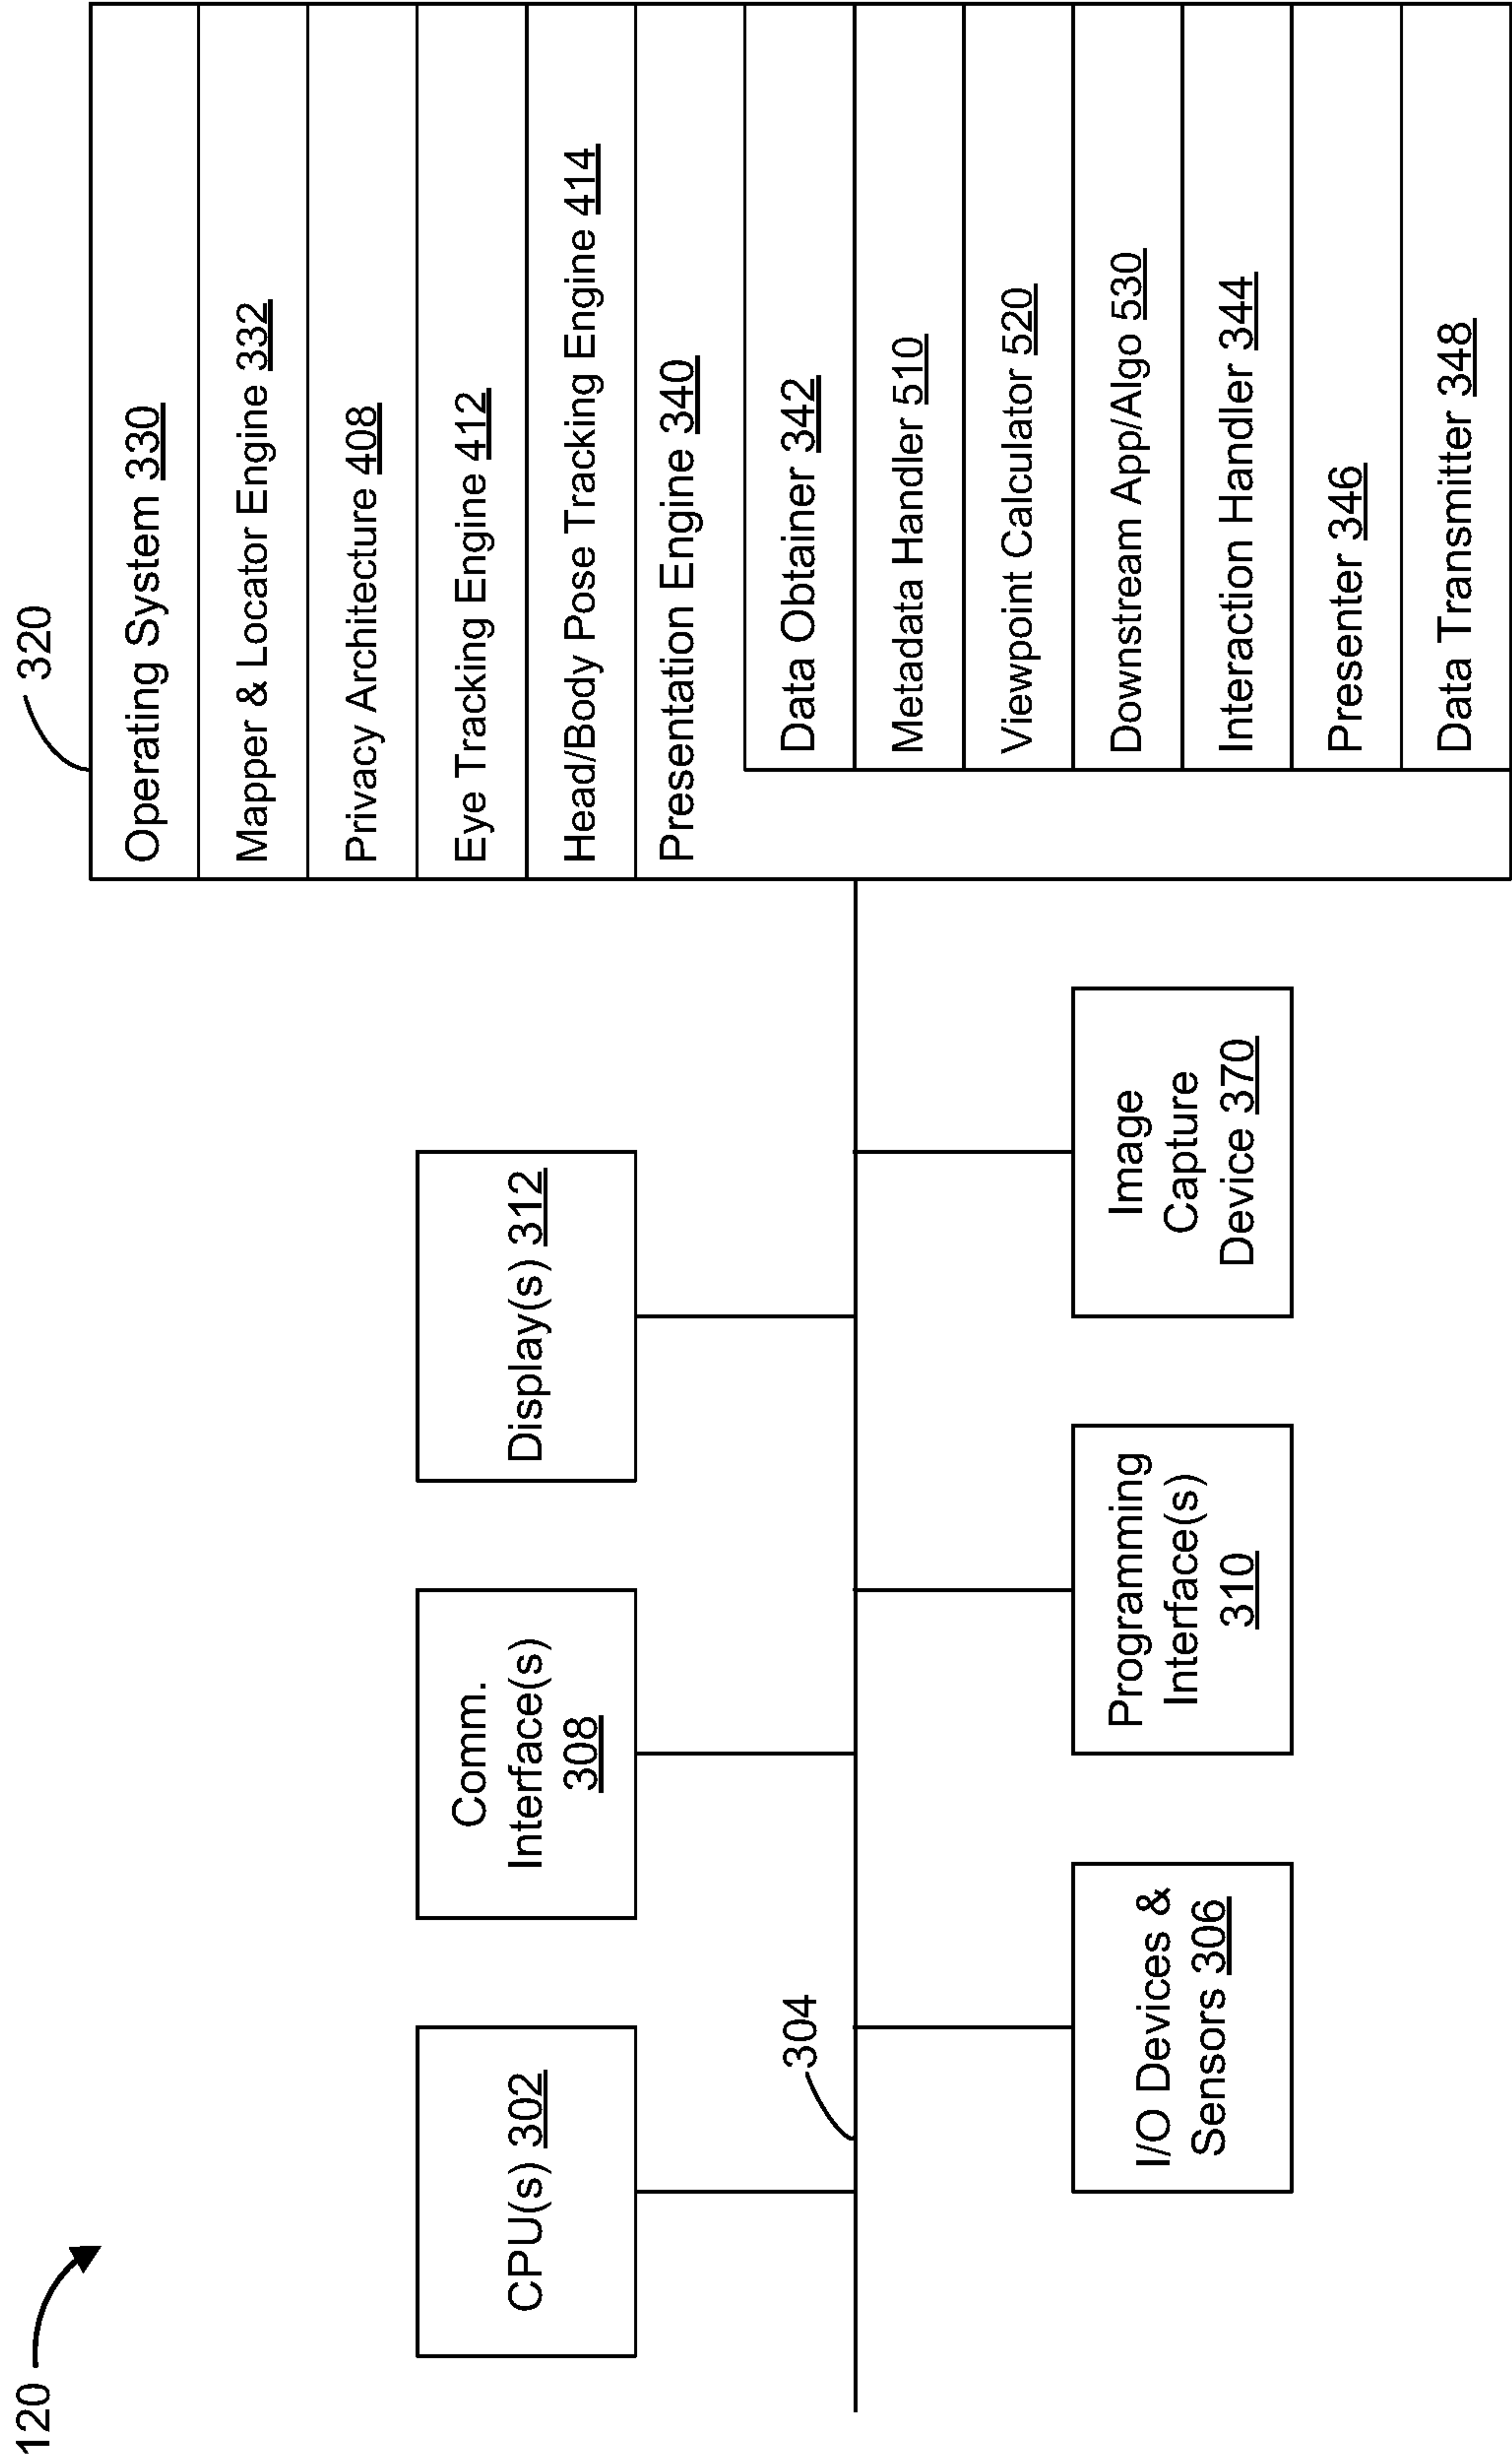 120
320
CPU(s) 302
Comm.
Interface(s)
308
Display(s) 312
304
I/O Devices &
Sensors 306
Programming
Interface(s)
310
Image
Capture
Device 370
Operating System 330
Mapper & Locator Engine 332
Privacy Architecture 408
Eye Tracking Engine 412
Head/Body Pose Tracking Engine 414
Presentation Engine 340
Data Obtainer 342
Metadata Handler 510
Viewpoint Calculator 520
Downstream App/Algo 530
Interaction Handler 344
Presenter 346
Data Transmitter 348